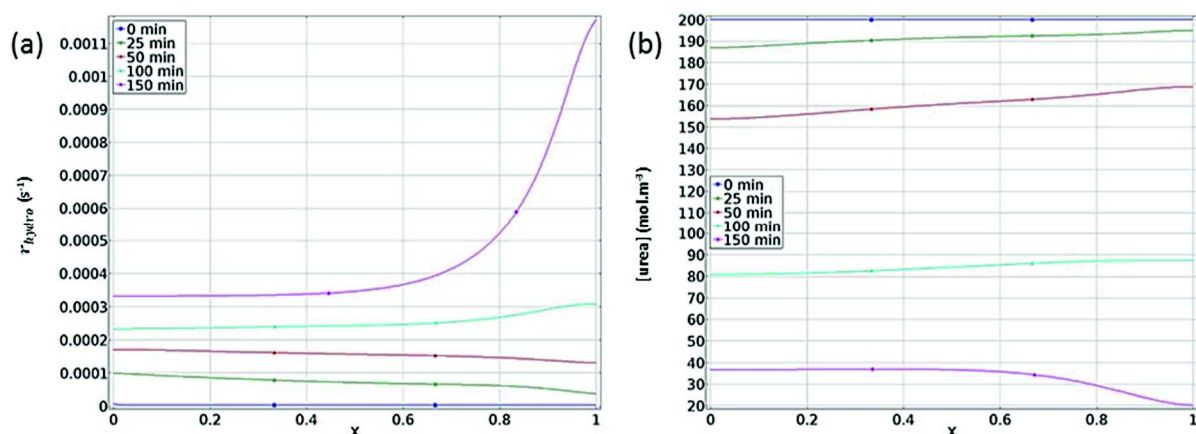 (a)
0 min
25 min
50 min
100 min
150 min
0.0011
0.001
0.0009
0.0008
0.0007
0.0006
0.0005
0.0004
0.0003
0.0002
0.0001
0
r_hydro (s⁻¹)
0 0.2 0.4 0.6 0.8 1
X
(b)
200
190
180
170
160
150
140
130
120
110
100
90
80
70
60
50
40
30
20
[urea] (mol.m⁻³)
0 min
25 min
50 min
100 min
150 min
0 0.2 0.4 0.6 0.8 1
X